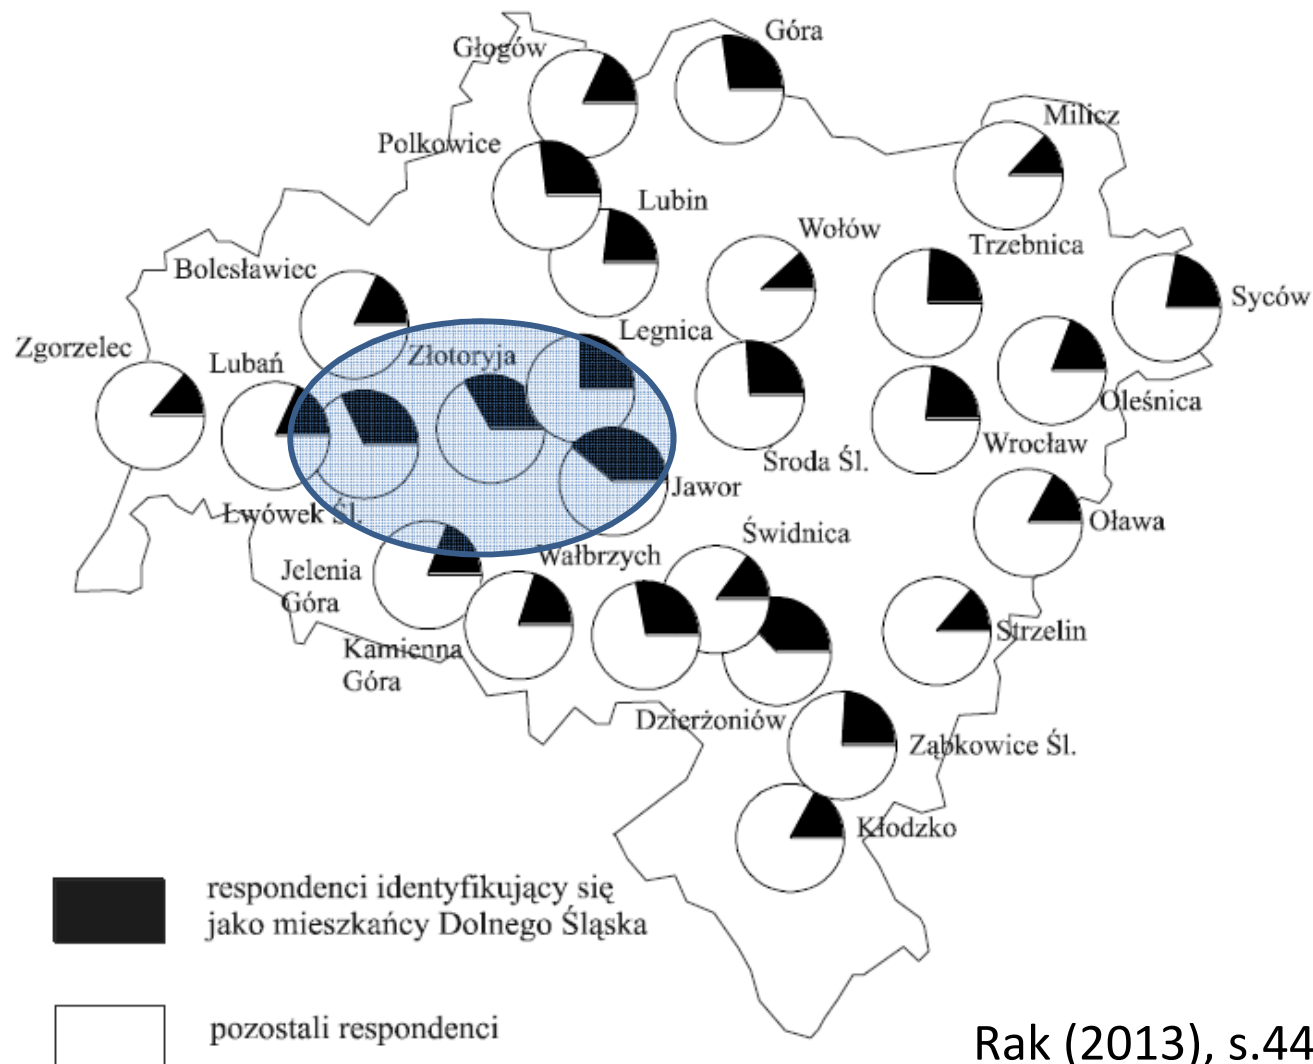 Głogów
Góra
Milicz
Polkowice
Lubin
Wołów
Trzebnica
Bolesławiec
Syców
Legnica
Zgorzelec
Lubań
Złotoryja
Oleśnica
Wrocław
Środa Śl.
Jawor
Lwówek Śl.
Oława
Świdnica
Wałbrzych
Jelenia
Góra
Strzelin
Kamienna
Góra
Dzierżoniów
Ząbkowice Śl.
Kłodzko
respondenci identyfikujący się
jako mieszkańcy Dolnego Śląska
pozostali respondenci
Rak (2013), s.44